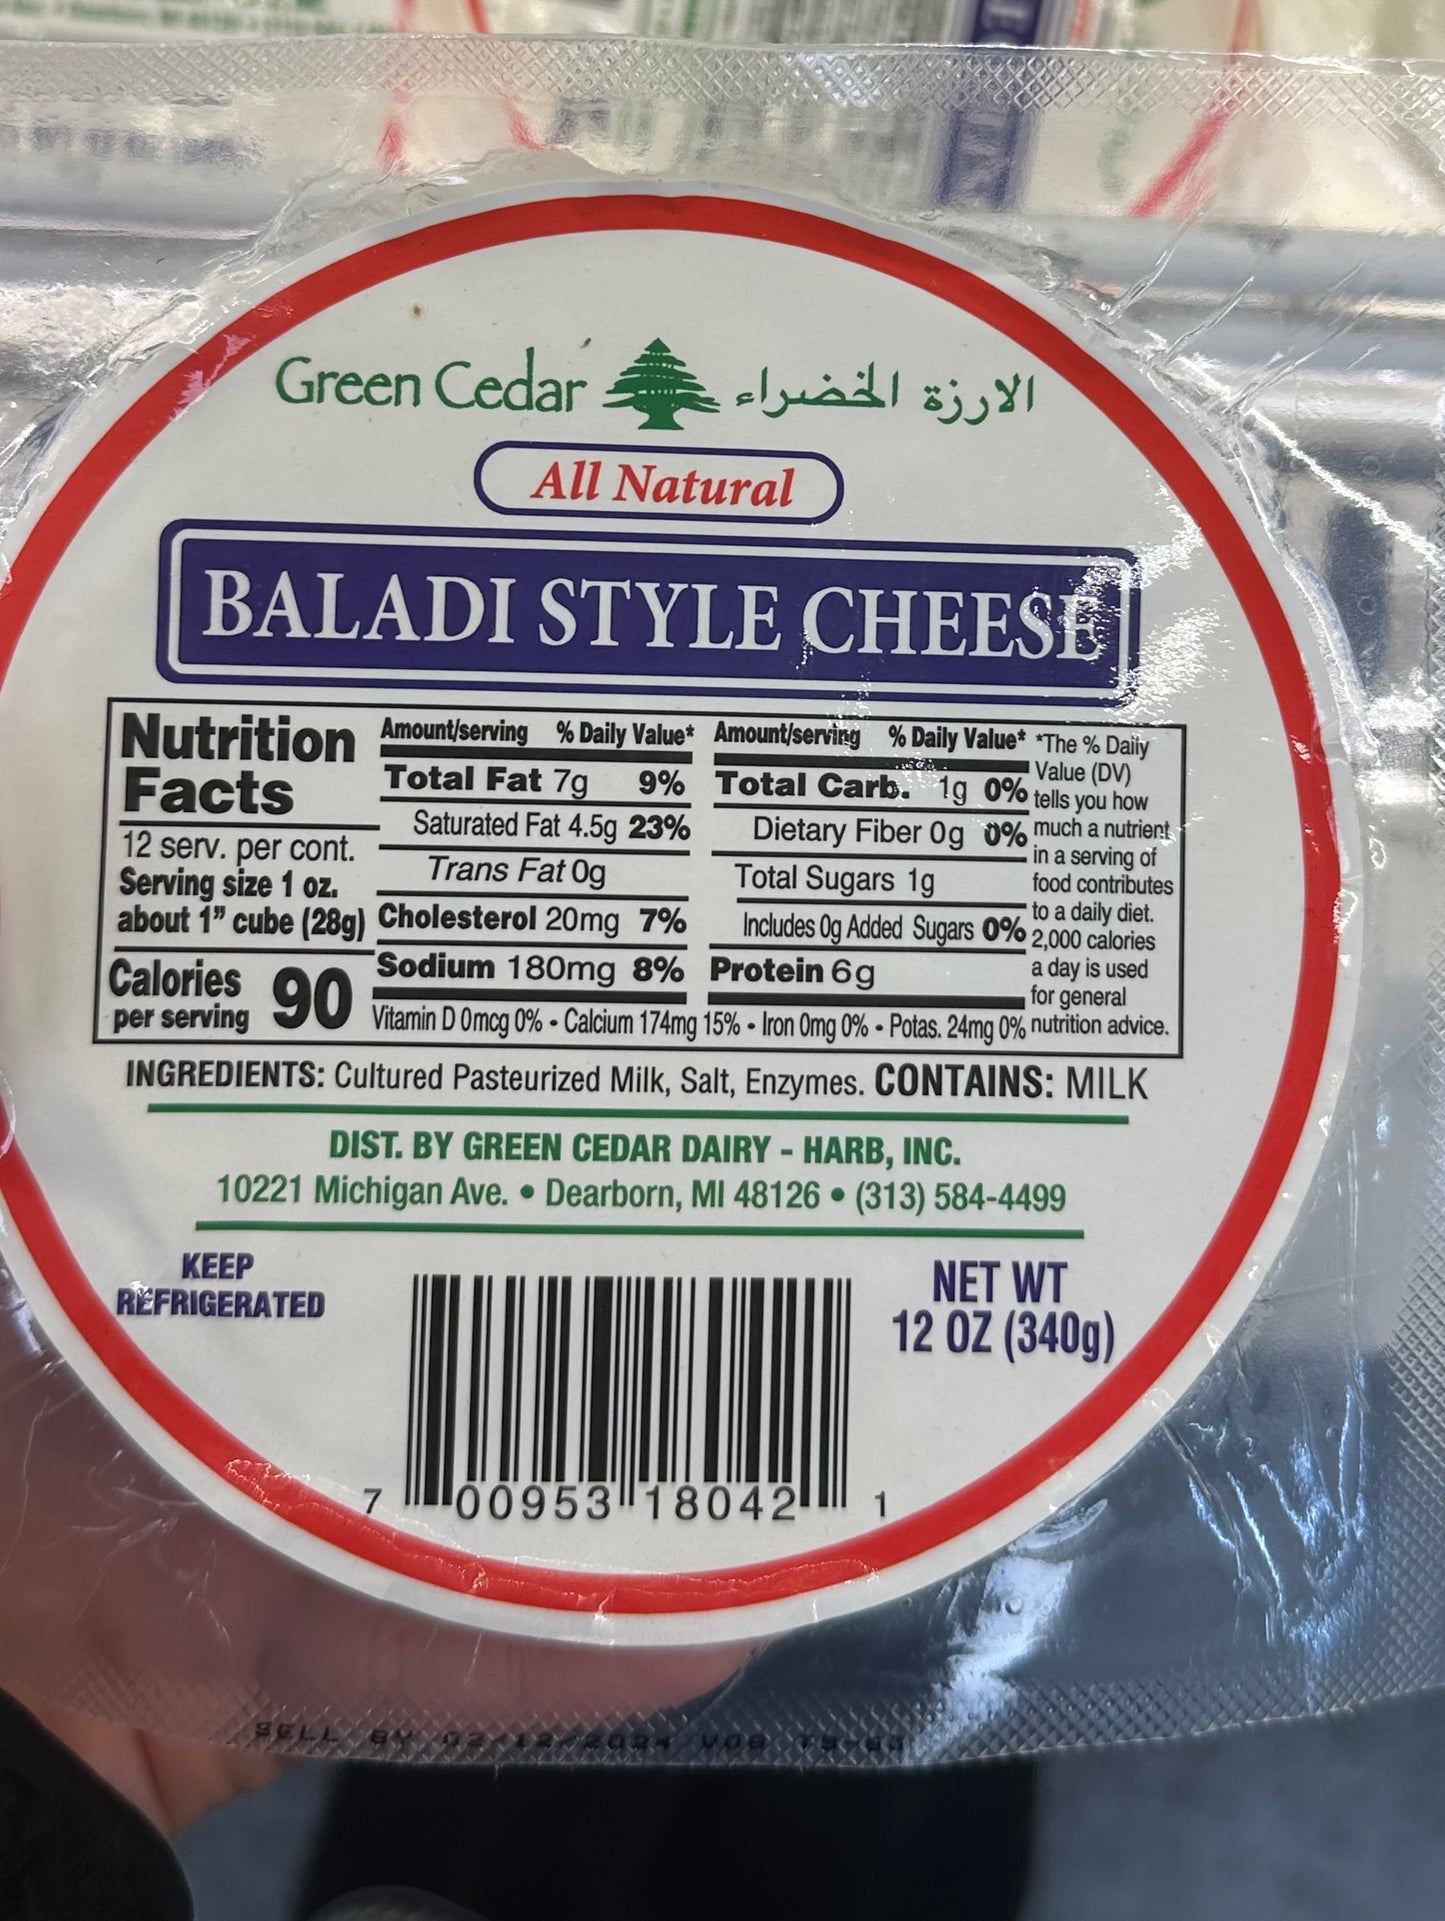 Green Cedar الارزة الخضراء
All Natural
BALADI STYLE CHEESE
Nutrition
Facts
12 serv. per cont.
Serving size 1 oz.
about 1" cube (28g)
Calories
per serving 90
Amount/serving % Daily Value*
Total Fat 7g 9%
Saturated Fat 4.5g 23%
Trans Fat 0g
Cholesterol 20mg 7%
Sodium 180mg 8%
Amount/serving % Daily Value*
Total Carb. 1g 0%
Dietary Fiber 0g 0%
Total Sugars 1g
Includes 0g Added Sugars 0%
Protein 6g
Vitamin D 0mcg 0% • Calcium 174mg 15% • Iron 0mg 0% • Potas. 24mg 0%
*The % Daily
Value (DV)
tells you how
much a nutrient
in a serving of
food contributes
to a daily diet.
2,000 calories
a day is used
for general
nutrition advice.
INGREDIENTS: Cultured Pasteurized Milk, Salt, Enzymes. CONTAINS: MILK
DIST. BY GREEN CEDAR DAIRY - HARB, INC.
10221 Michigan Ave. • Dearborn, MI 48126 • (313) 584-4499
KEEP
REFRIGERATED
NET WT
12 OZ (340g)
7 00953 18042 1
SELL BY 02/12/2024 V08